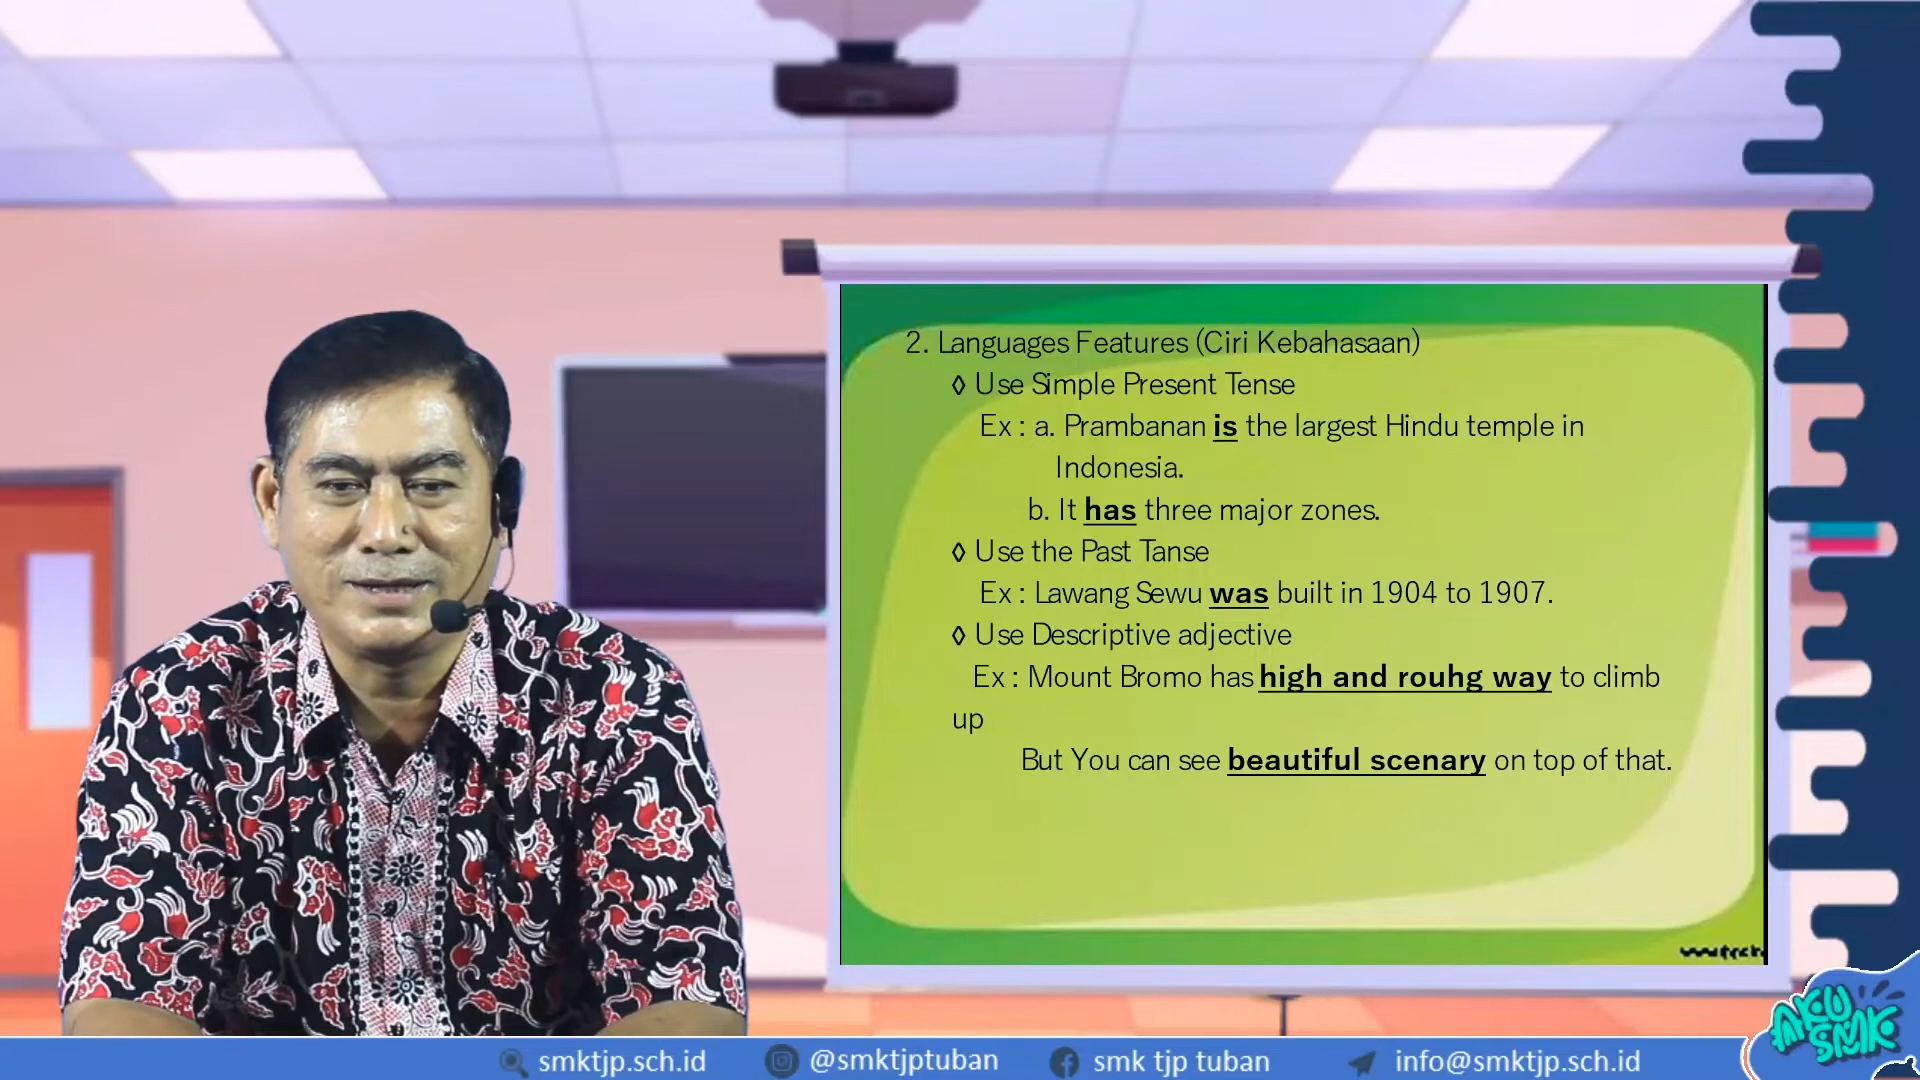 2. Languages Features (Ciri Kebahasaan)
◊ Use Simple Present Tense
Ex : a. Prambanan is the largest Hindu temple in
Indonesia.
b. It has three major zones.
◊ Use the Past Tanse
Ex : Lawang Sewu was built in 1904 to 1907.
◊ Use Descriptive adjective
Ex : Mount Bromo has high and rouhg way to climb
up
But You can see beautiful scenary on top of that.
AKU
SMK
smktjp.sch.id @smktjptuban smk tjp tuban info@smktjp.sch.id